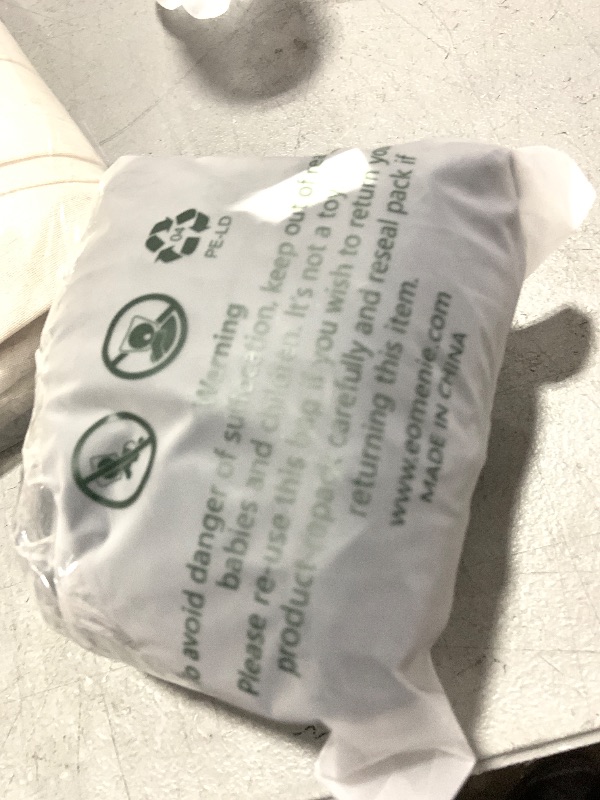 04
PE-LD
Warning
o avoid danger of suffocation, keep out of rea
babies and children. It's not a toy
Please re-use this bag if you wish to return yo
product-repack carefully and reseal pack if
returning this item.
www.eomenie.com
MADE IN CHINA